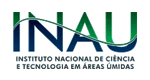 INAU
INSTITUTO NACIONAL DE CIÊNCIA
E TECNOLOGIA EM ÁREAS ÚMIDAS